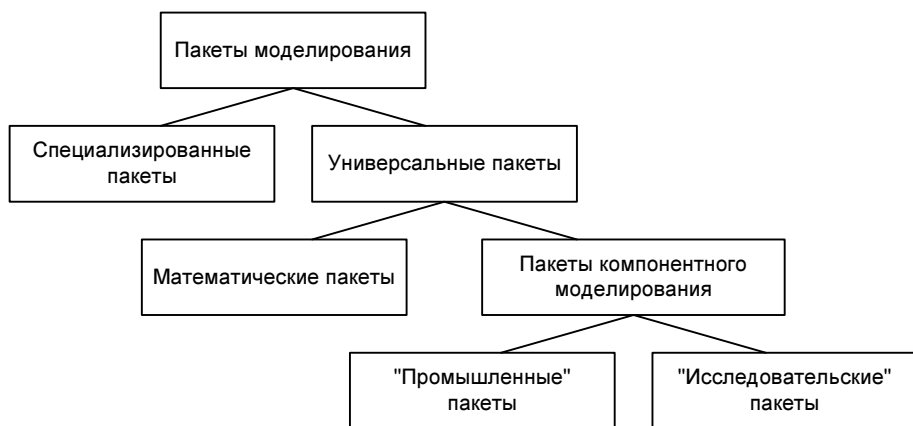 Пакеты моделирования
Специализированные
пакеты
Универсальные пакеты
Математические пакеты
Пакеты компонентного
моделирования
"Промышленные"
пакеты
"Исследовательские"
пакеты